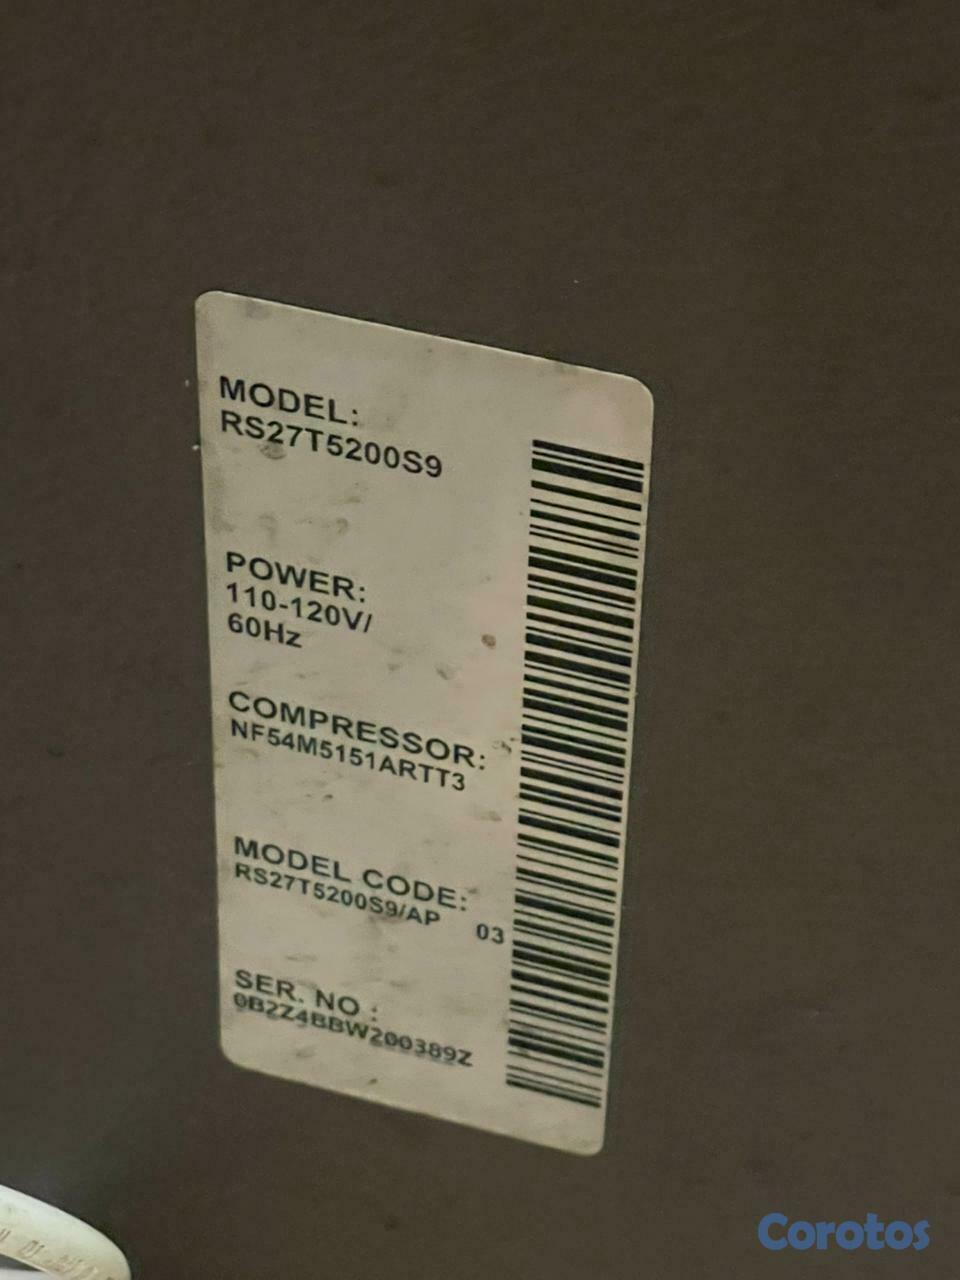 MODEL:
RS27T5200S9
POWER:
110-120V/
60Hz
COMPRESSOR:
NF54M5151ARTT3
MODEL CODE:
RS27T5200S9/AP 03
SER. NO :
0B2Z4BBW200389Z
Corotos